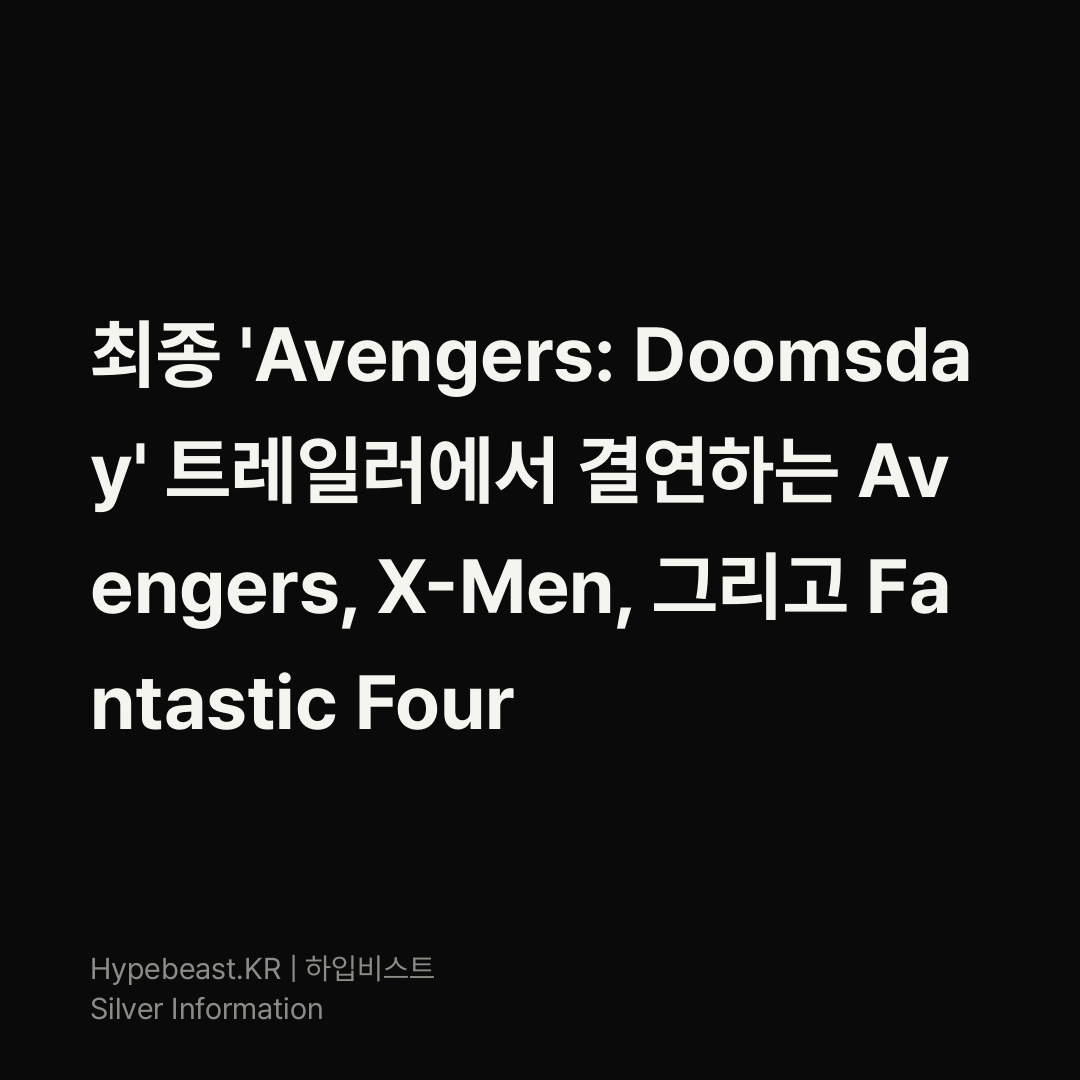 최종 'Avengers: Doomsda
y' 트레일러에서 결연하는 Av
engers, X-Men, 그리고 Fa
ntastic Four
Hypebeast.KR | 하입비스트
Silver Information